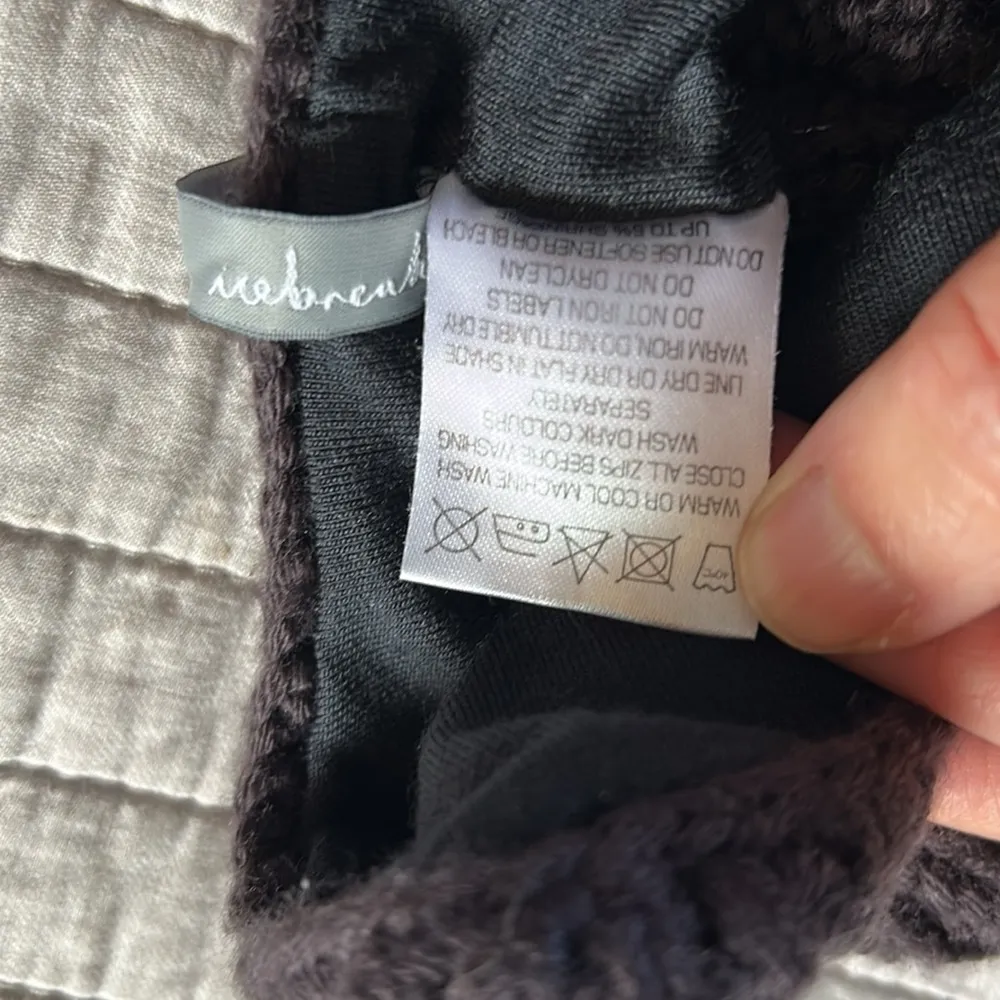 icebreak
40°C
WARM OR COOL MACHINE WASH
CLOSE ALL ZIPS BEFORE WASHING
WASH DARK COLOURS
SEPARATELY
LINE DRY OR DRY FLAT IN SHADE
WARM IRON, DO NOT TUMBLE DRY
DO NOT IRON LABELS
DO NOT DRYCLEAN
DO NOT USE SOFTENER OR BLEACH
UP TO 5%